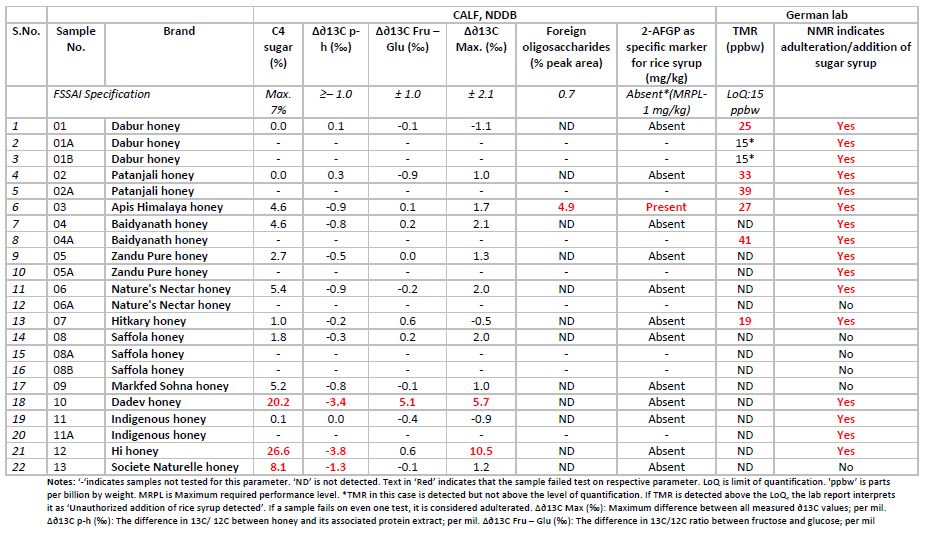 CALF, NDDB German lab
S.No. Sample No. Brand C4 sugar (%) Δ∂13C p-h (‰) Δ∂13C Fru – Glu (‰) Δ∂13C Max. (‰) Foreign oligosaccharides (% peak area) 2-AFGP as specific marker for rice syrup (mg/kg) TMR (ppbw) NMR indicates adulteration/addition of sugar syrup
FSSAI Specification Max. 7% ≥– 1.0 ± 1.0 ± 2.1 0.7 Absent*(MRPL-1 mg/kg) LoQ:15 ppbw
1 01 Dabur honey 0.0 0.1 -0.1 -1.1 ND Absent 25 Yes
2 01A Dabur honey - - - - - - 15* Yes
3 01B Dabur honey - - - - - - 15* Yes
4 02 Patanjali honey 0.0 0.3 -0.9 1.0 ND Absent 33 Yes
5 02A Patanjali honey - - - - - - 39 Yes
6 03 Apis Himalaya honey 4.6 -0.9 0.1 1.7 4.9 Present 27 Yes
7 04 Baidyanath honey 4.6 -0.8 0.2 2.1 ND Absent ND Yes
8 04A Baidyanath honey - - - - - - 41 Yes
9 05 Zandu Pure honey 2.7 -0.5 0.0 1.3 ND Absent ND Yes
10 05A Zandu Pure honey - - - - - - ND Yes
11 06 Nature's Nectar honey 5.4 -0.9 -0.2 2.0 ND Absent ND Yes
12 06A Nature's Nectar honey - - - - - - ND No
13 07 Hitkary honey 1.0 -0.2 0.6 -0.5 ND Absent 19 Yes
14 08 Saffola honey 1.8 -0.3 0.2 2.0 ND Absent ND No
15 08A Saffola honey - - - - - - ND No
16 08B Saffola honey - - - - - - ND No
17 09 Markfed Sohna honey 5.2 -0.8 -0.1 1.0 ND Absent ND No
18 10 Dadev honey 20.2 -3.4 5.1 5.7 ND Absent ND Yes
19 11 Indigenous honey 0.1 0.0 -0.4 -0.9 ND Absent ND Yes
20 11A Indigenous honey - - - - - - ND Yes
21 12 Hi honey 26.6 -3.8 0.6 10.5 ND Absent ND Yes
22 13 Societe Naturelle honey 8.1 -1.3 -0.1 1.2 ND Absent ND No
Notes: ‘-’indicates samples not tested for this parameter. ‘ND’ is not detected. Text in ‘Red’ indicates that the sample failed test on respective parameter. LoQ is limit of quantification. 'ppbw’ is parts
per billion by weight. MRPL is Maximum required performance level. *TMR in this case is detected but not above the level of quantification. If TMR is detected above the LoQ, the lab report interprets
it as ‘Unauthorized addition of rice syrup detected’. If a sample fails on even one test, it is considered adulterated. Δ∂13C Max (‰): Maximum difference between all measured ∂13C values; per mil.
Δ∂13C p-h (‰): The difference in 13C/ 12C between honey and its associated protein extract; per mil. Δ∂13C Fru – Glu (‰): The difference in 13C/12C ratio between fructose and glucose; per mil